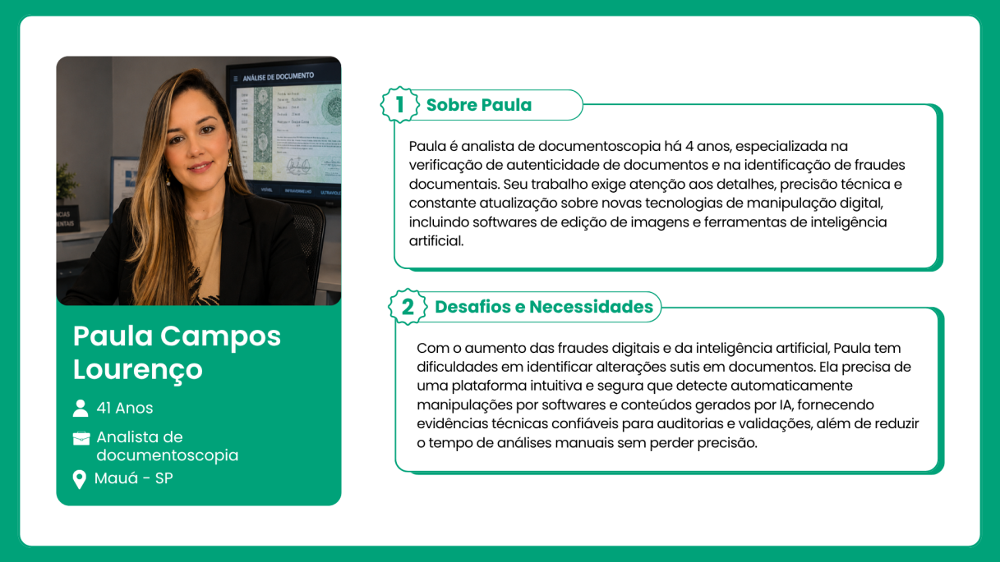 ANÁLISE DE DOCUMENTO
VISÍVEL INFRAVERMELHO ULTRAVIOL
NCIAS
ENTAIS
Paula Campos
Lourenço
41 Anos
Analista de
documentoscopia
Mauá - SP
1 Sobre Paula
Paula é analista de documentoscopia há 4 anos, especializada na
verificação de autenticidade de documentos e na identificação de fraudes
documentais. Seu trabalho exige atenção aos detalhes, precisão técnica e
constante atualização sobre novas tecnologias de manipulação digital,
incluindo softwares de edição de imagens e ferramentas de inteligência
artificial.
2 Desafios e Necessidades
Com o aumento das fraudes digitais e da inteligência artificial, Paula tem
dificuldades em identificar alterações sutis em documentos. Ela precisa de
uma plataforma intuitiva e segura que detecte automaticamente
manipulações por softwares e conteúdos gerados por IA, fornecendo
evidências técnicas confiáveis para auditorias e validações, além de reduzir
o tempo de análises manuais sem perder precisão.